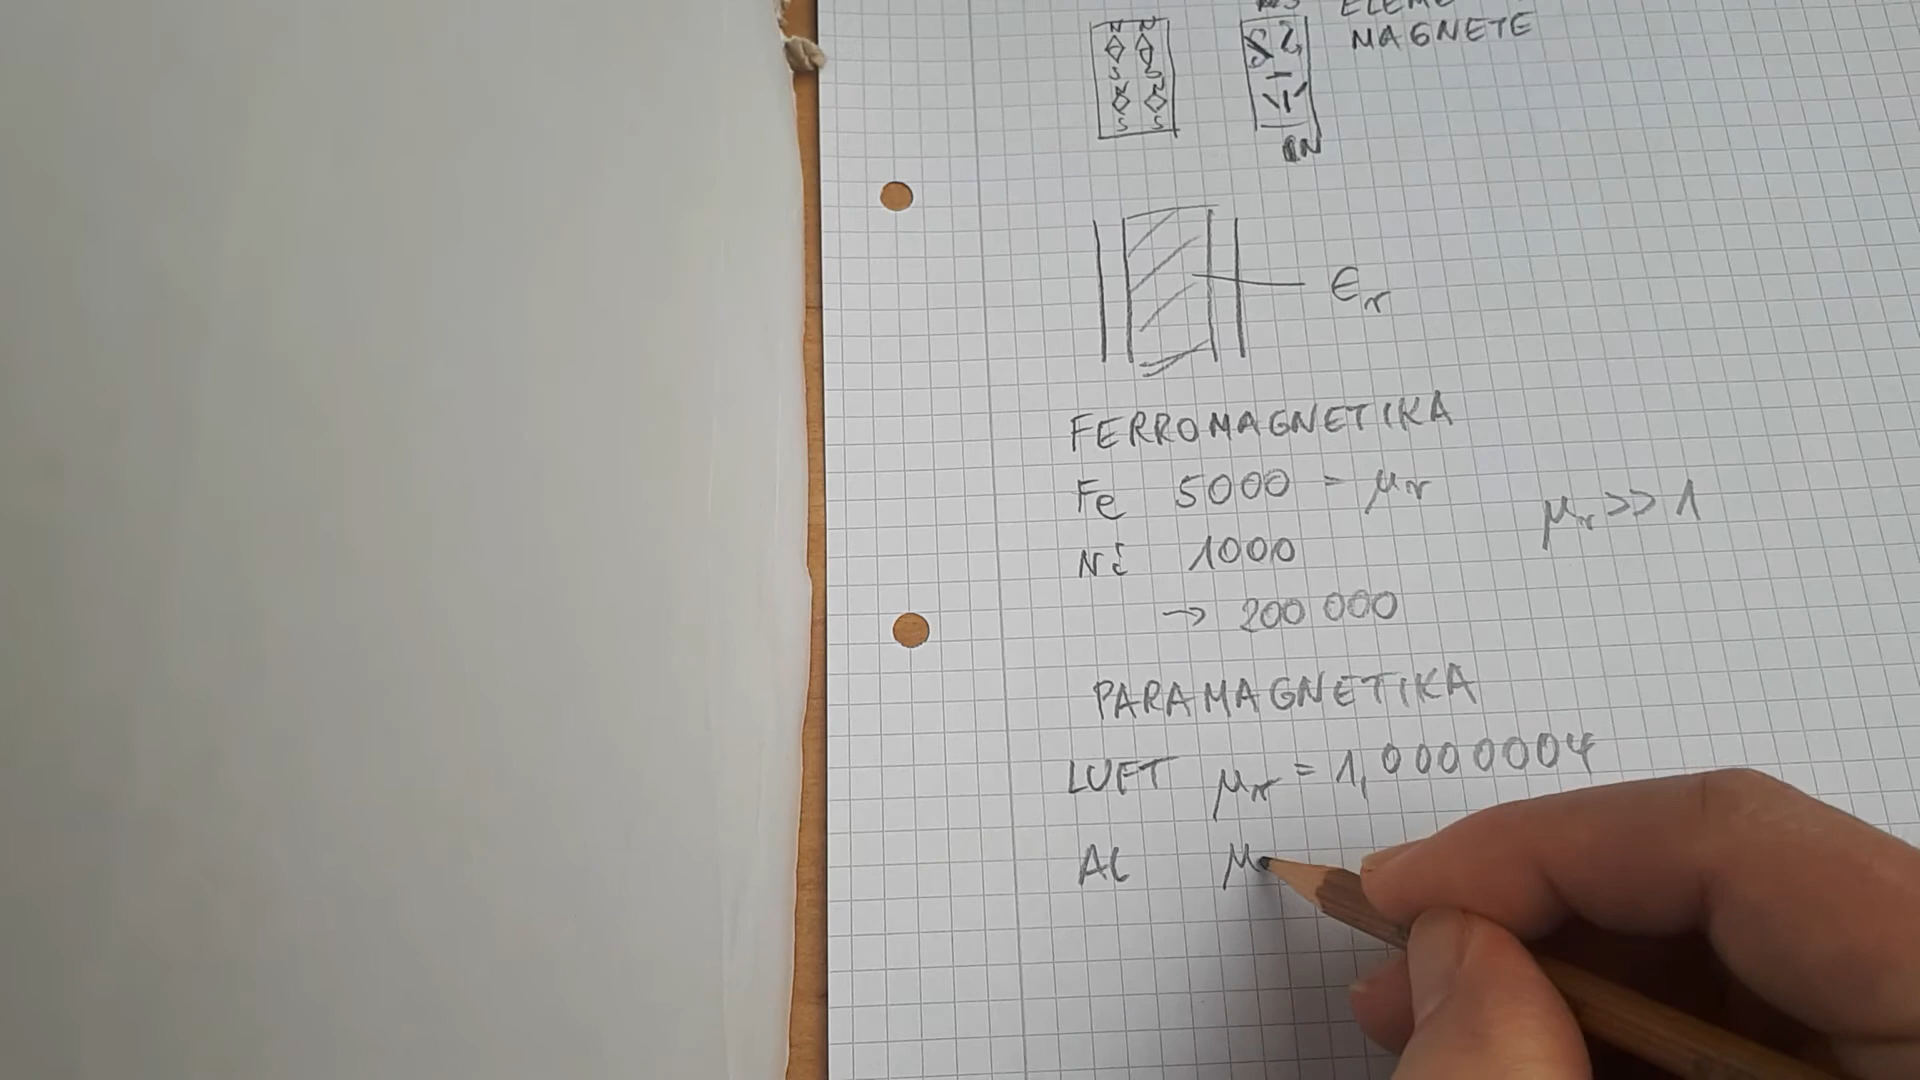 MAGNETE
N N
S S
N N
S S
N
ϵr
FERROMAGNETIKA
Fe 5000 = μr
μr >> 1
Ni 1000
→ 200 000
PARAMAGNETIKA
LUFT μr = 1,0000004
Al μ